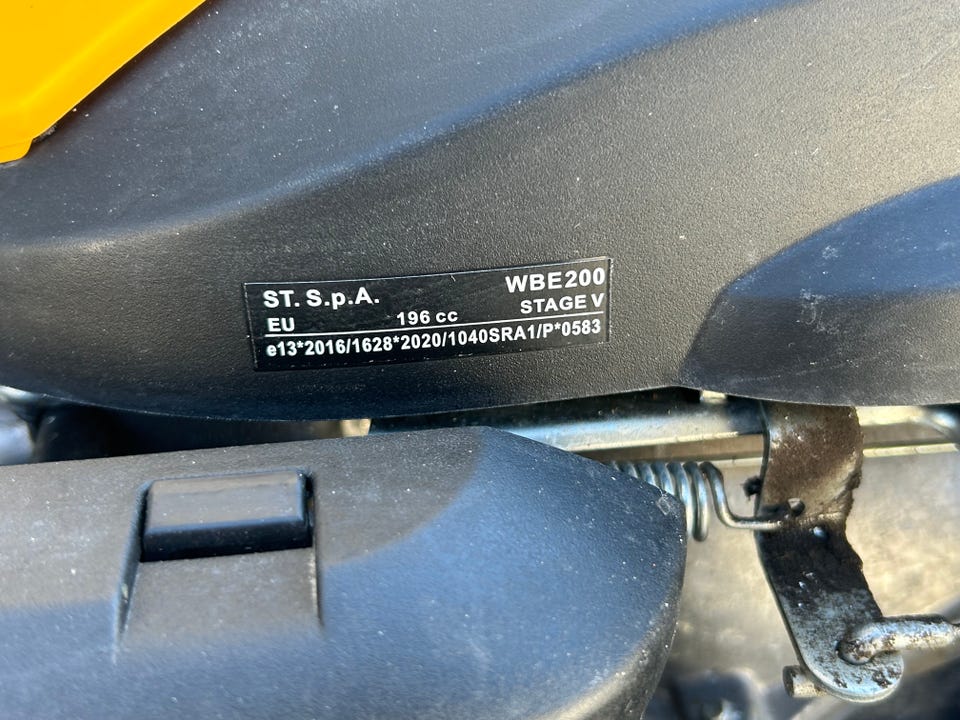 ST. S.p.A. WBE200
EU 196 cc STAGE V
e13*2016/1628*2020/1040SRA1/P*0583